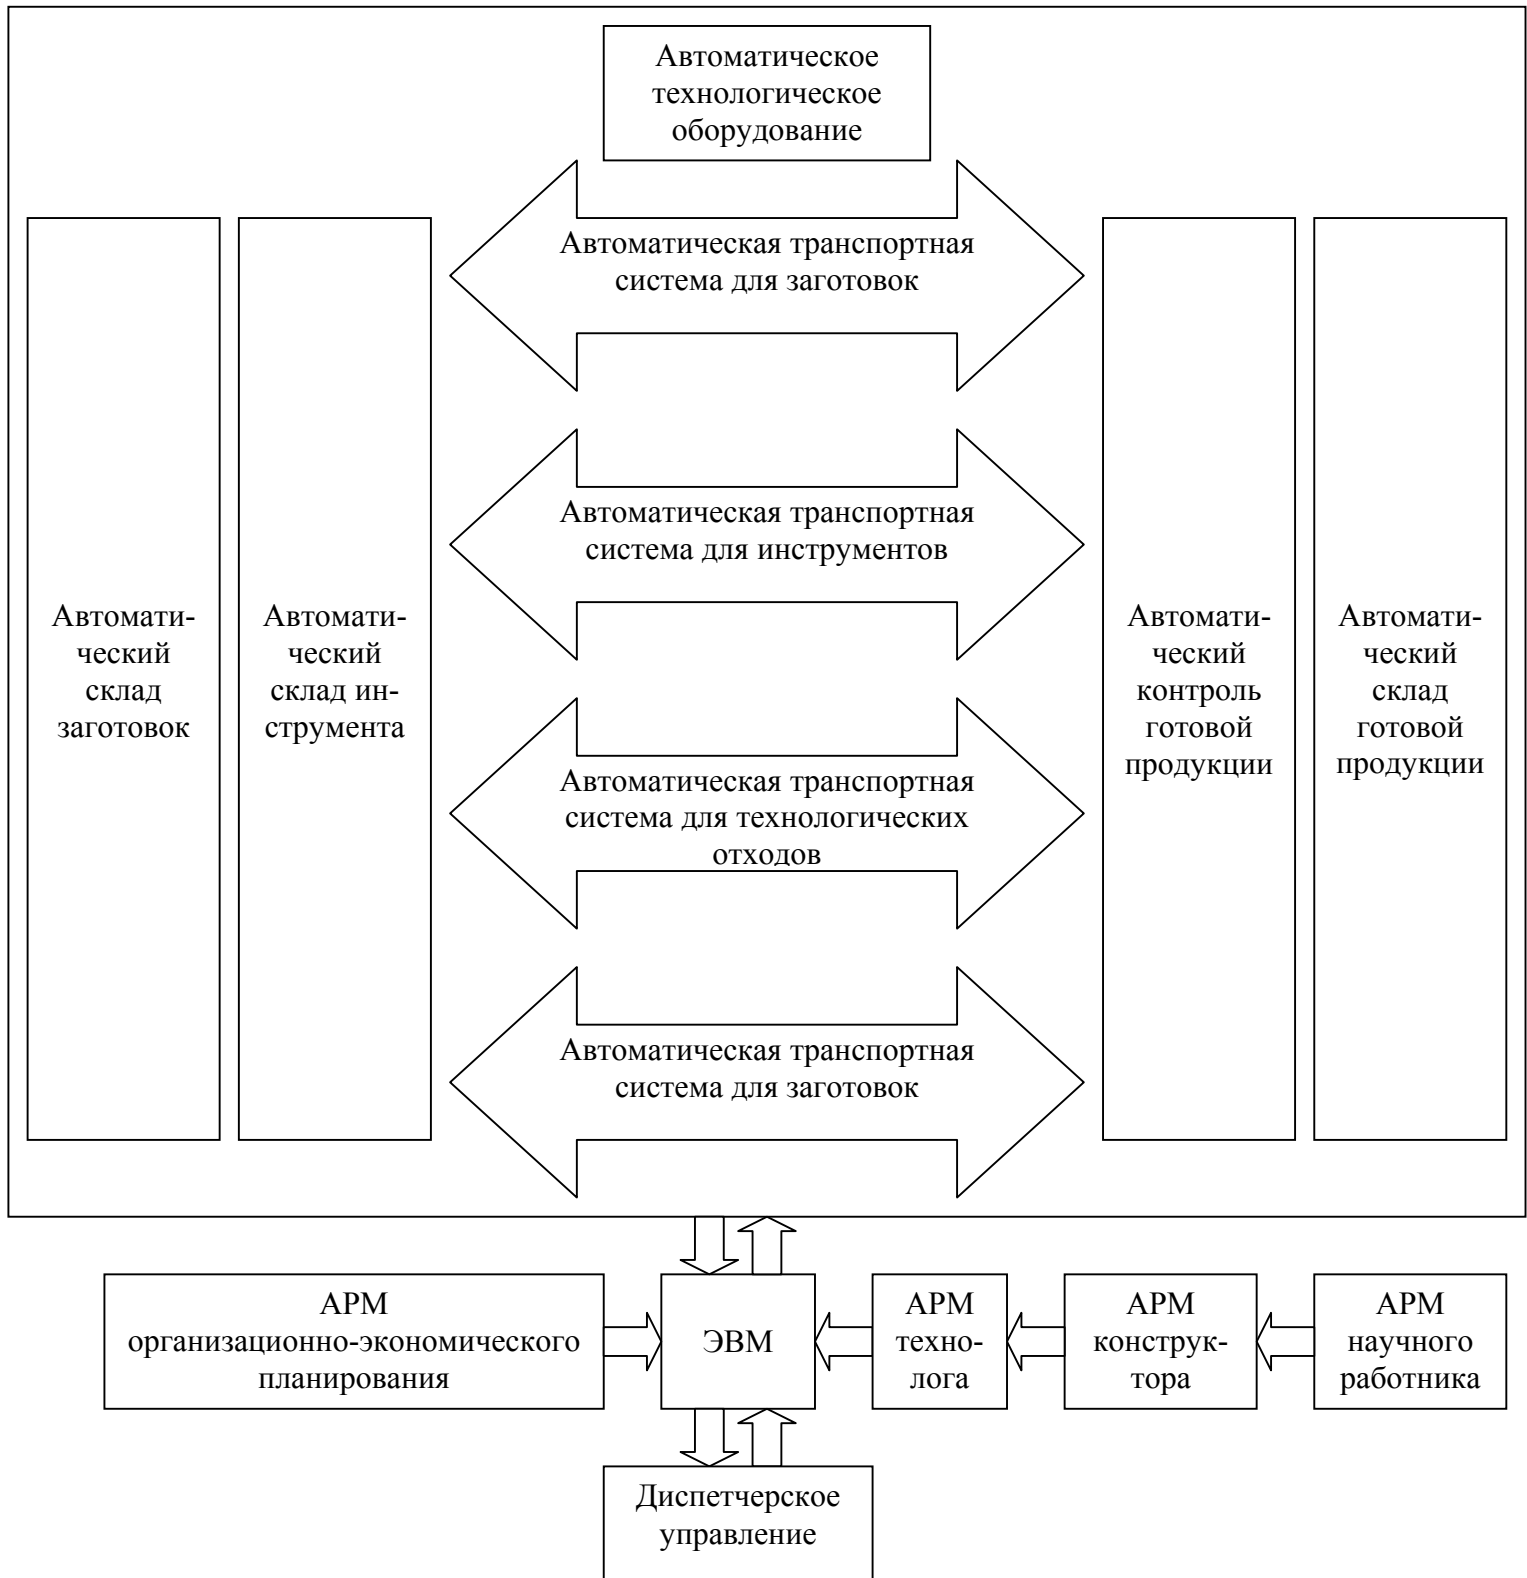 Автоматическое
технологическое
оборудование
Автоматическая транспортная
система для заготовок
Автоматическая транспортная
система для инструментов
Автомати-
ческий
склад
заготовок
Автомати-
ческий
склад ин-
струмента
Автомати-
ческий
контроль
готовой
продукции
Автомати-
ческий
склад
готовой
продукции
Автоматическая транспортная
система для технологических
отходов
Автоматическая транспортная
система для заготовок
АРМ
организационно-экономического
планирования
ЭВМ
АРМ
техно-
лога
АРМ
конструк-
тора
АРМ
научного
работника
Диспетчерское
управление